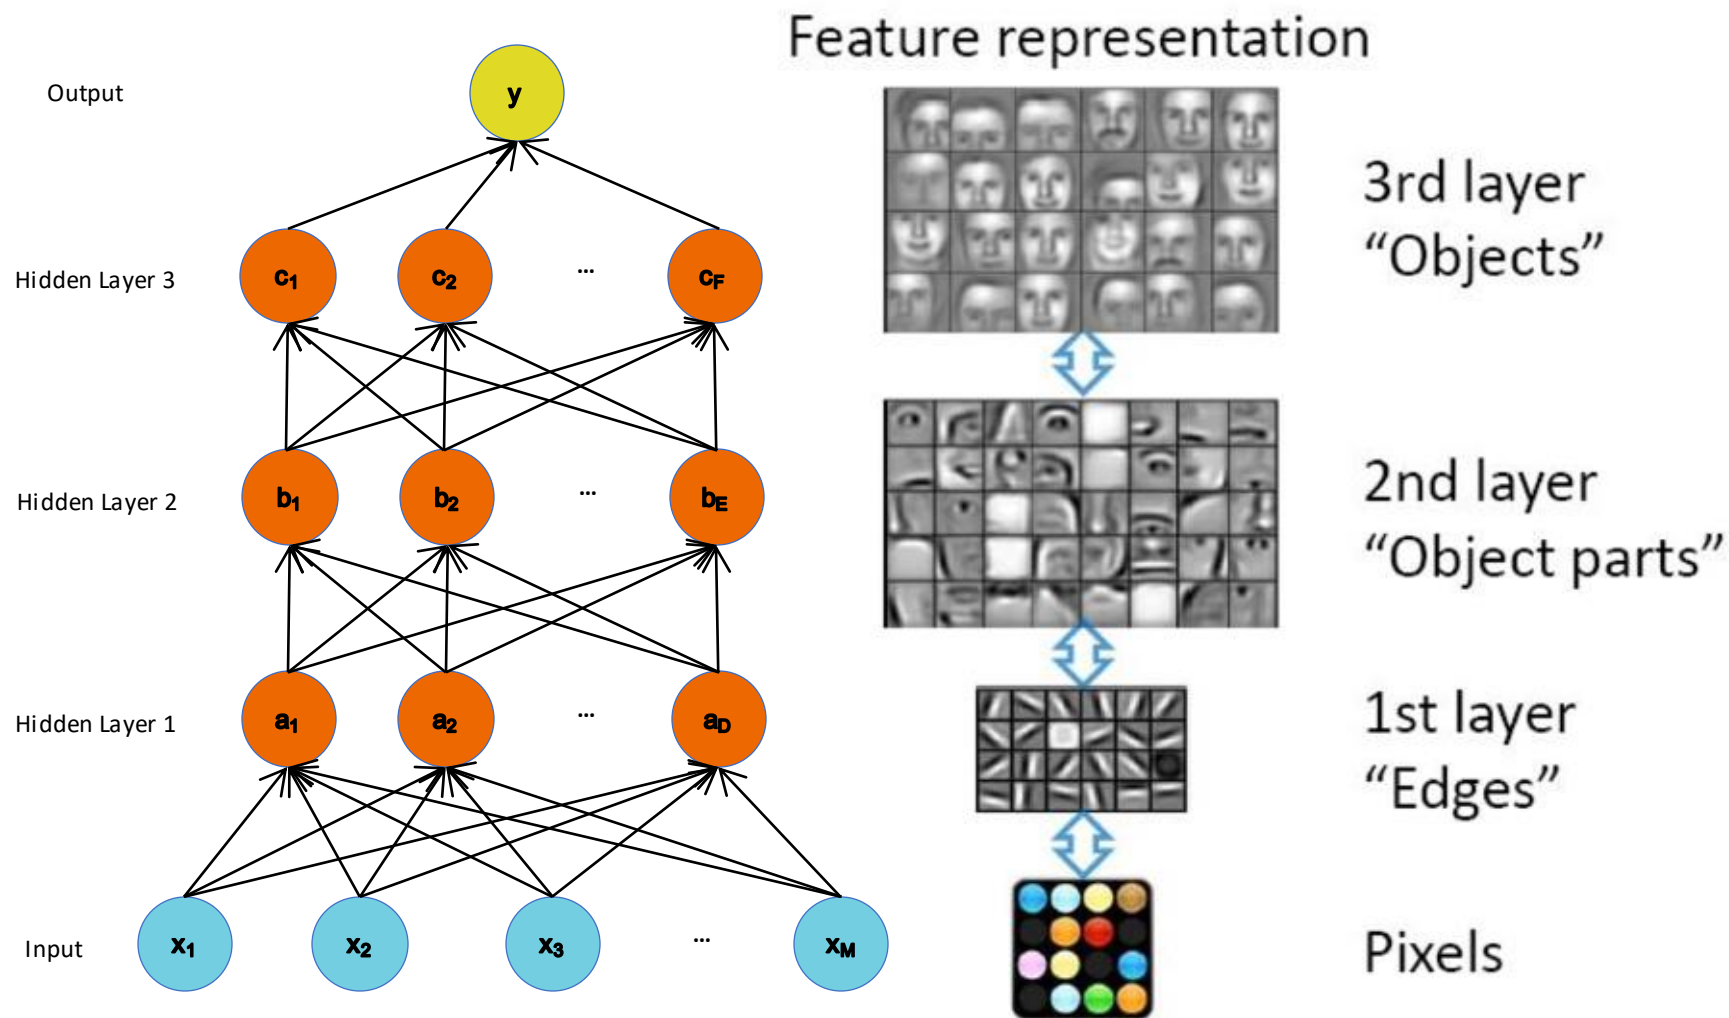 Feature representation
Output
y
3rd layer
“Objects”
Hidden Layer 3
c1
c2
...
cF
2nd layer
“Object parts”
Hidden Layer 2
b1
b2
...
bE
1st layer
“Edges”
Hidden Layer 1
a1
a2
...
aD
Input
x1
x2
x3
...
xM
Pixels